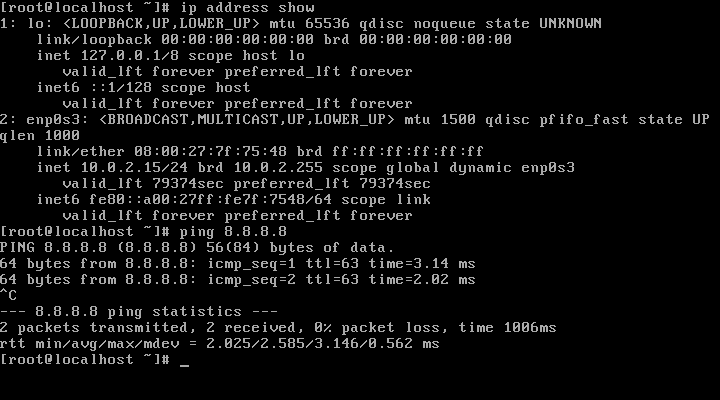 [root@localhost ~]# ip address show
1: lo: <LOOPBACK,UP,LOWER_UP> mtu 65536 qdisc noqueue state UNKNOWN
link/loopback 00:00:00:00:00:00 brd 00:00:00:00:00:00
inet 127.0.0.1/8 scope host lo
valid_lft forever preferred_lft forever
inet6 ::1/128 scope host
valid_lft forever preferred_lft forever
2: enp0s3: <BROADCAST,MULTICAST,UP,LOWER_UP> mtu 1500 qdisc pfifo_fast state UP
qlen 1000
link/ether 08:00:27:7f:75:48 brd ff:ff:ff:ff:ff:ff
inet 10.0.2.15/24 brd 10.0.2.255 scope global dynamic enp0s3
valid_lft 79374sec preferred_lft 79374sec
inet6 fe80::a00:27ff:fe7f:7548/64 scope link
valid_lft forever preferred_lft forever
[root@localhost ~]# ping 8.8.8.8
PING 8.8.8.8 (8.8.8.8) 56(84) bytes of data.
64 bytes from 8.8.8.8: icmp_seq=1 ttl=63 time=3.14 ms
64 bytes from 8.8.8.8: icmp_seq=2 ttl=63 time=2.02 ms
^C
--- 8.8.8.8 ping statistics ---
2 packets transmitted, 2 received, 0% packet loss, time 1006ms
rtt min/avg/max/mdev = 2.025/2.585/3.146/0.562 ms
[root@localhost ~]# _